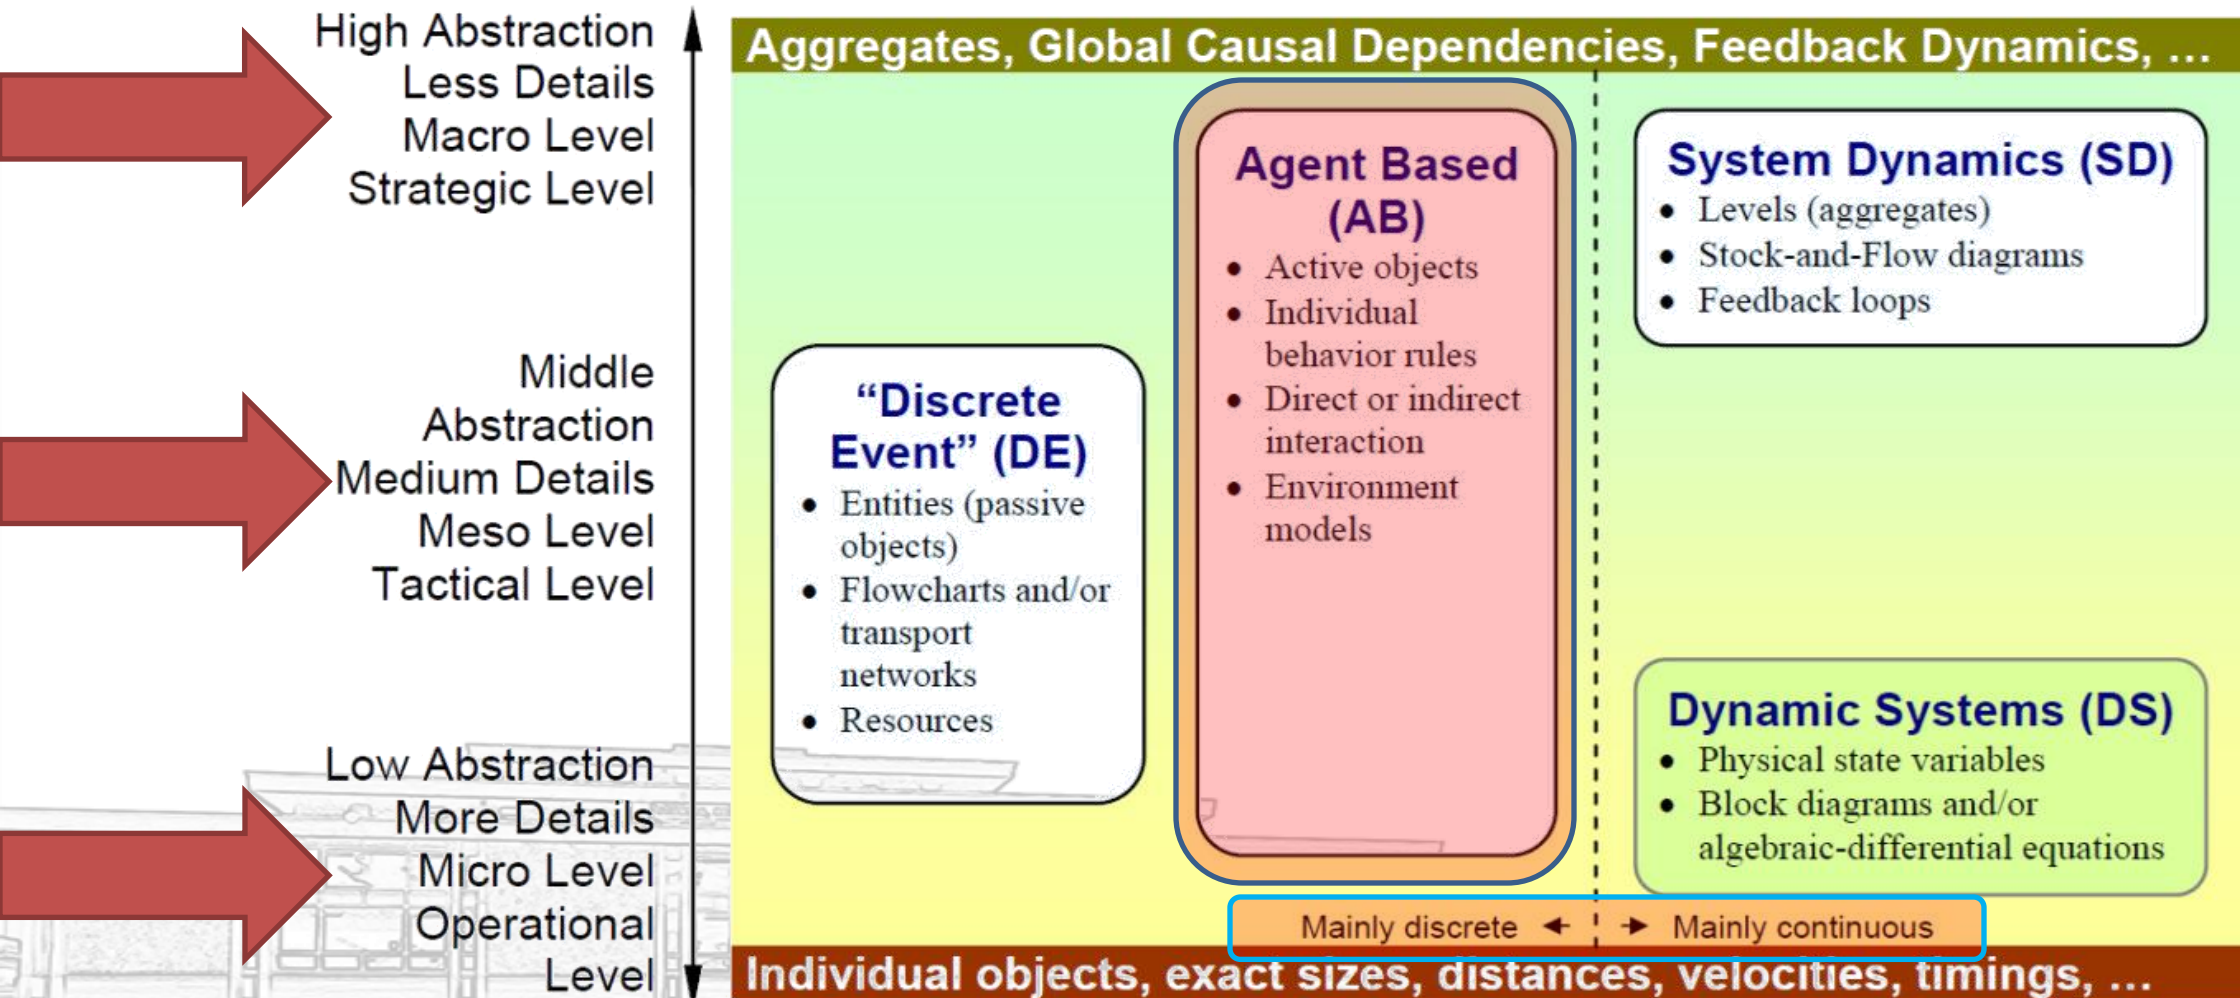 High Abstraction
Less Details
Macro Level
Strategic Level
Middle
Abstraction
Medium Details
Meso Level
Tactical Level
Low Abstraction
More Details
Micro Level
Operational
Level
Aggregates, Global Causal Dependencies, Feedback Dynamics, ...
“Discrete
Event” (DE)
• Entities (passive
objects)
• Flowcharts and/or
transport
networks
• Resources
Agent Based
(AB)
• Active objects
• Individual
behavior rules
• Direct or indirect
interaction
• Environment
models
System Dynamics (SD)
• Levels (aggregates)
• Stock-and-Flow diagrams
• Feedback loops
Dynamic Systems (DS)
• Physical state variables
• Block diagrams and/or
algebraic-differential equations
Mainly discrete
Mainly continuous
Individual objects, exact sizes, distances, velocities, timings, ...